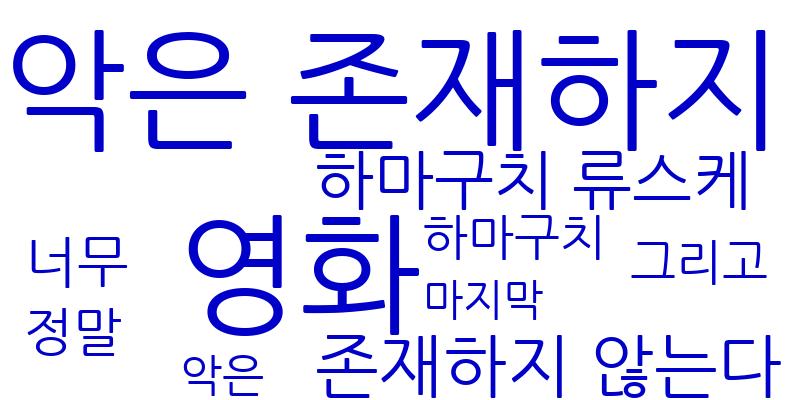 악은 존재하지
하마구치 류스케
너무
영화
하마구치
그리고
마지막
정말
악은
존재하지 않는다